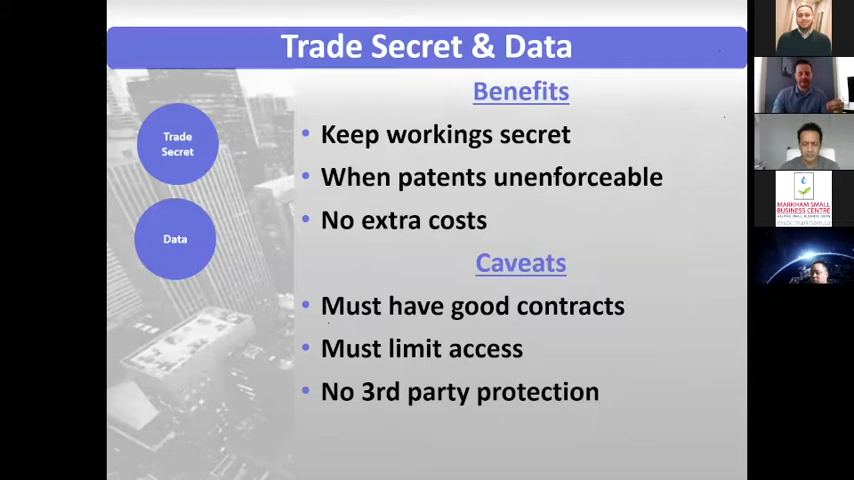 Trade Secret & Data
Trade
Secret
Data
Benefits
Keep workings secret
When patents unenforceable
No extra costs
Caveats
Must have good contracts
Must limit access
No 3rd party protection
MARKHAM SMALL
BUSINESS CENTRE